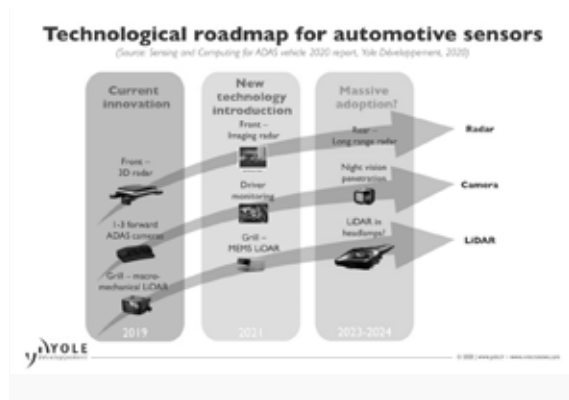 Technological roadmap for automotive sensors
(Source: Sensing and Computing for ADAS vehicle 2020 report, Yole Développement, 2020)
Current
innovation
New
technology
introduction
Massive
adoption?
Front –
3D radar
Front –
Imaging radar
Rear –
Long range radar
Radar
1-3 forward
ADAS cameras
Driver
monitoring
Night vision
penetration
Camera
Grill – macro-
mechanical LiDAR
Grill –
MEMS LiDAR
LiDAR in
headlamps?
LiDAR
2019
2021
2023-2024
YOLE
Développement